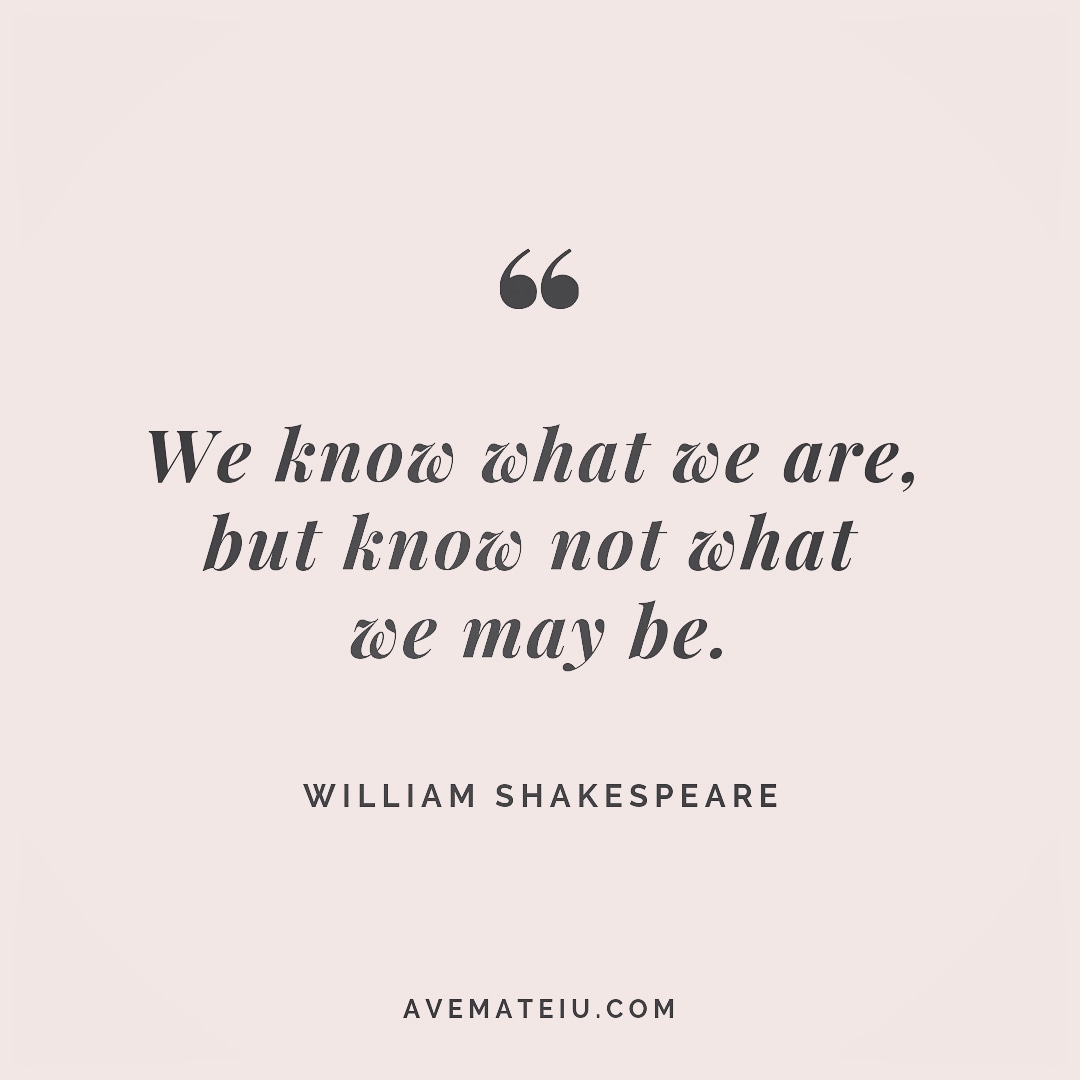 “
We know what we are,
but know not what
we may be.
WILLIAM SHAKESPEARE
AVEMATEIU.COM